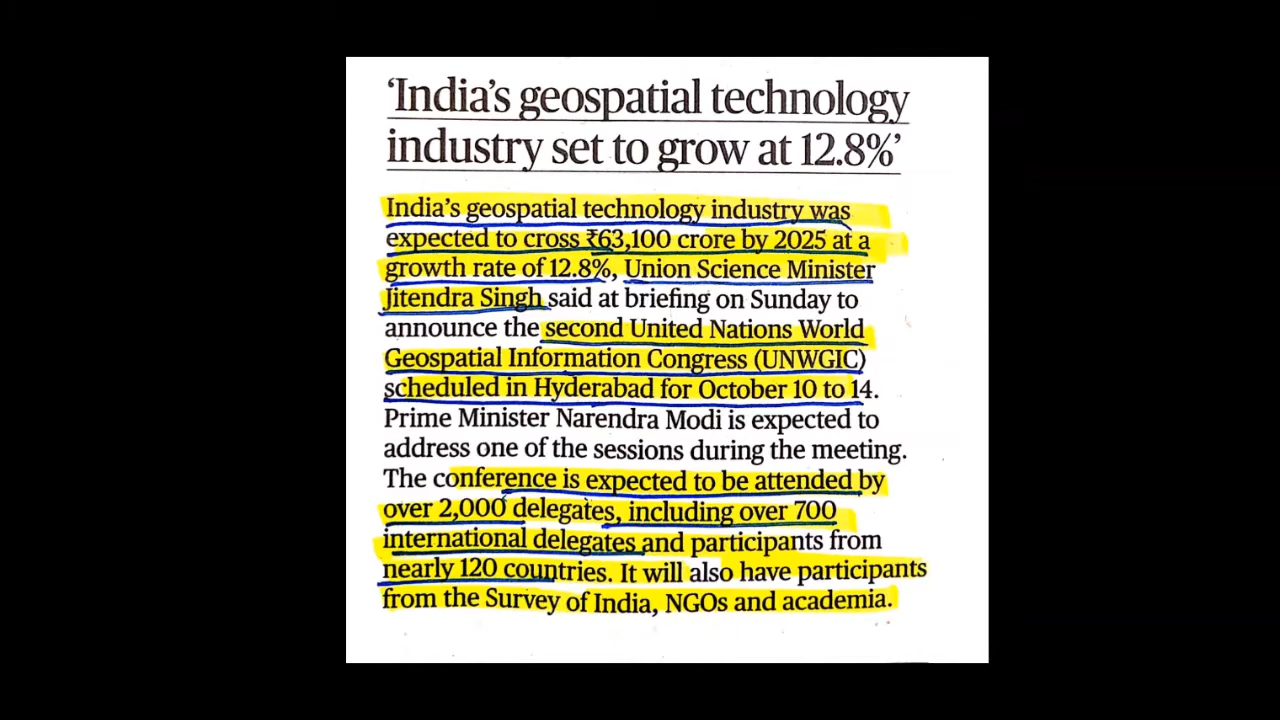 ‘India’s geospatial technology
industry set to grow at 12.8%’
India’s geospatial technology industry was
expected to cross ₹63,100 crore by 2025 at a
growth rate of 12.8%, Union Science Minister
Jitendra Singh said at briefing on Sunday to
announce the second United Nations World
Geospatial Information Congress (UNWGIC)
scheduled in Hyderabad for October 10 to 14.
Prime Minister Narendra Modi is expected to
address one of the sessions during the meeting.
The conference is expected to be attended by
over 2,000 delegates, including over 700
international delegates and participants from
nearly 120 countries. It will also have participants
from the Survey of India, NGOs and academia.